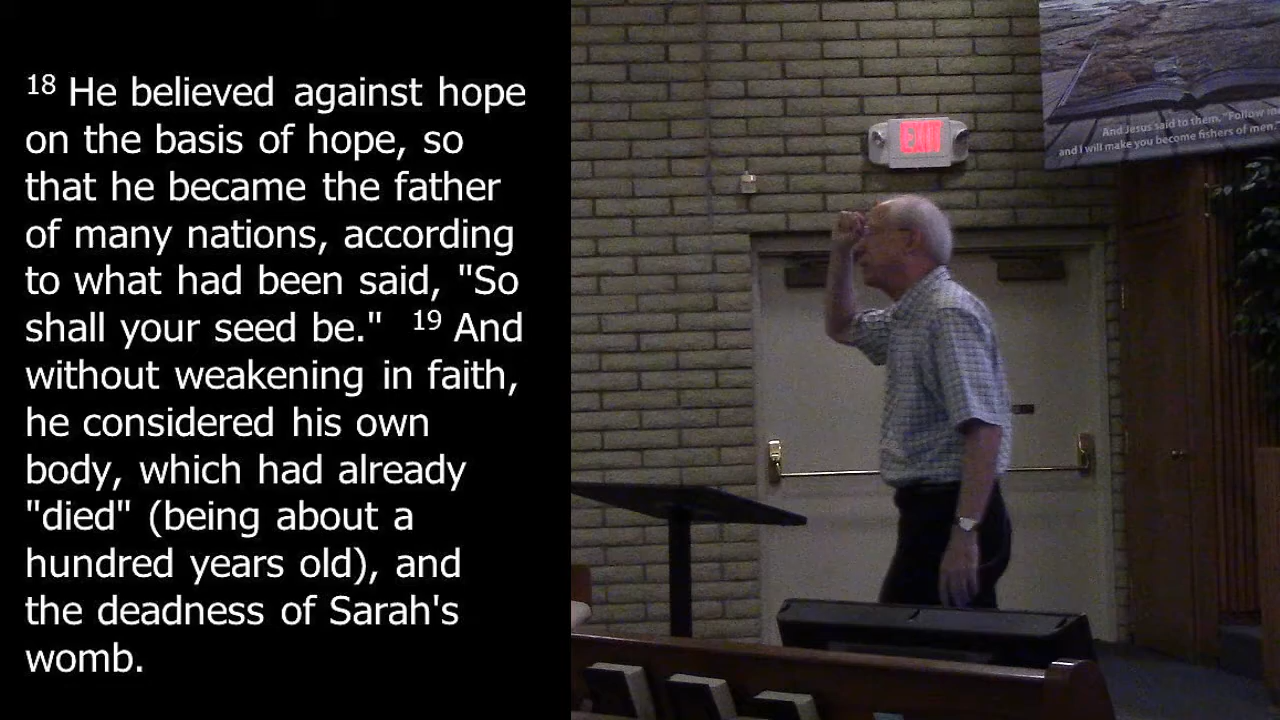 18 He believed against hope
on the basis of hope, so
that he became the father
of many nations, according
to what had been said, "So
shall your seed be." 19 And
without weakening in faith,
he considered his own
body, which had already
"died" (being about a
hundred years old), and
the deadness of Sarah's
womb.
EXIT
And Jesus said to them, "Follow me
and I will make you become fishers of men."